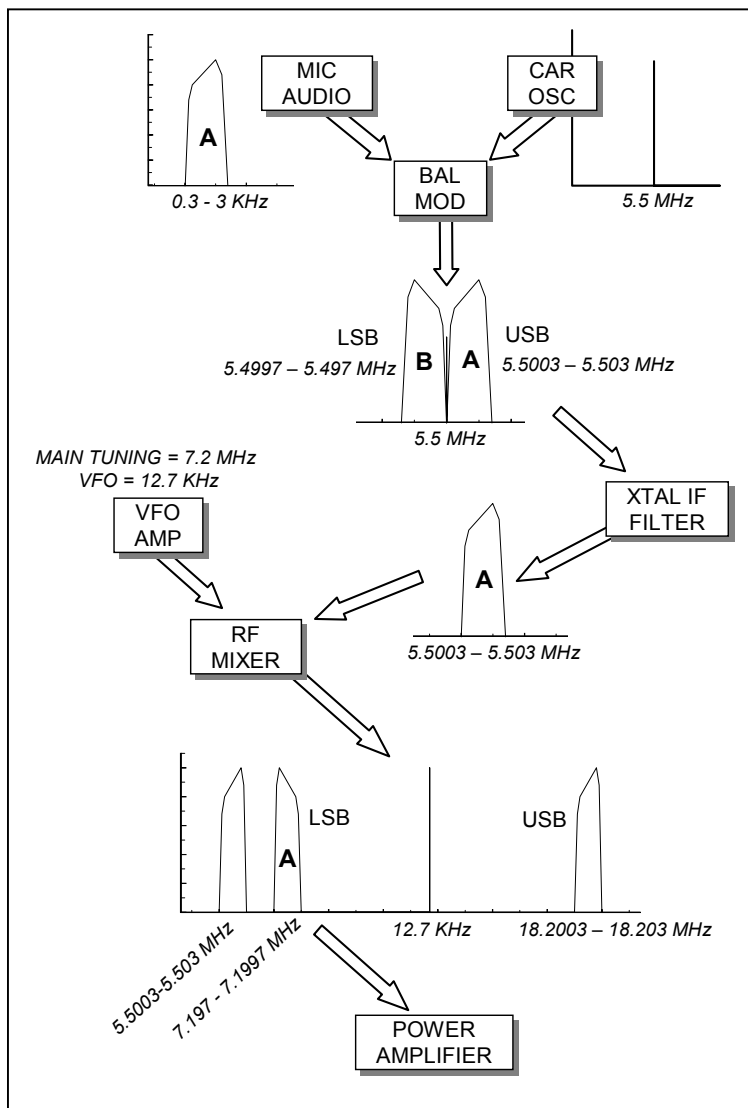 MIC
AUDIO
CAR
OSC
A
0.3 - 3 KHz
BAL
MOD
5.5 MHz
LSB
USB
5.4997 – 5.497 MHz
B
A
5.5003 – 5.503 MHz
5.5 MHz
MAIN TUNING = 7.2 MHz
VFO = 12.7 KHz
VFO
AMP
XTAL IF
FILTER
A
5.5003 – 5.503 MHz
RF
MIXER
LSB
USB
A
5.5003-5.503 MHz
7.197 - 7.1997 MHz
12.7 KHz
18.2003 – 18.203 MHz
POWER
AMPLIFIER